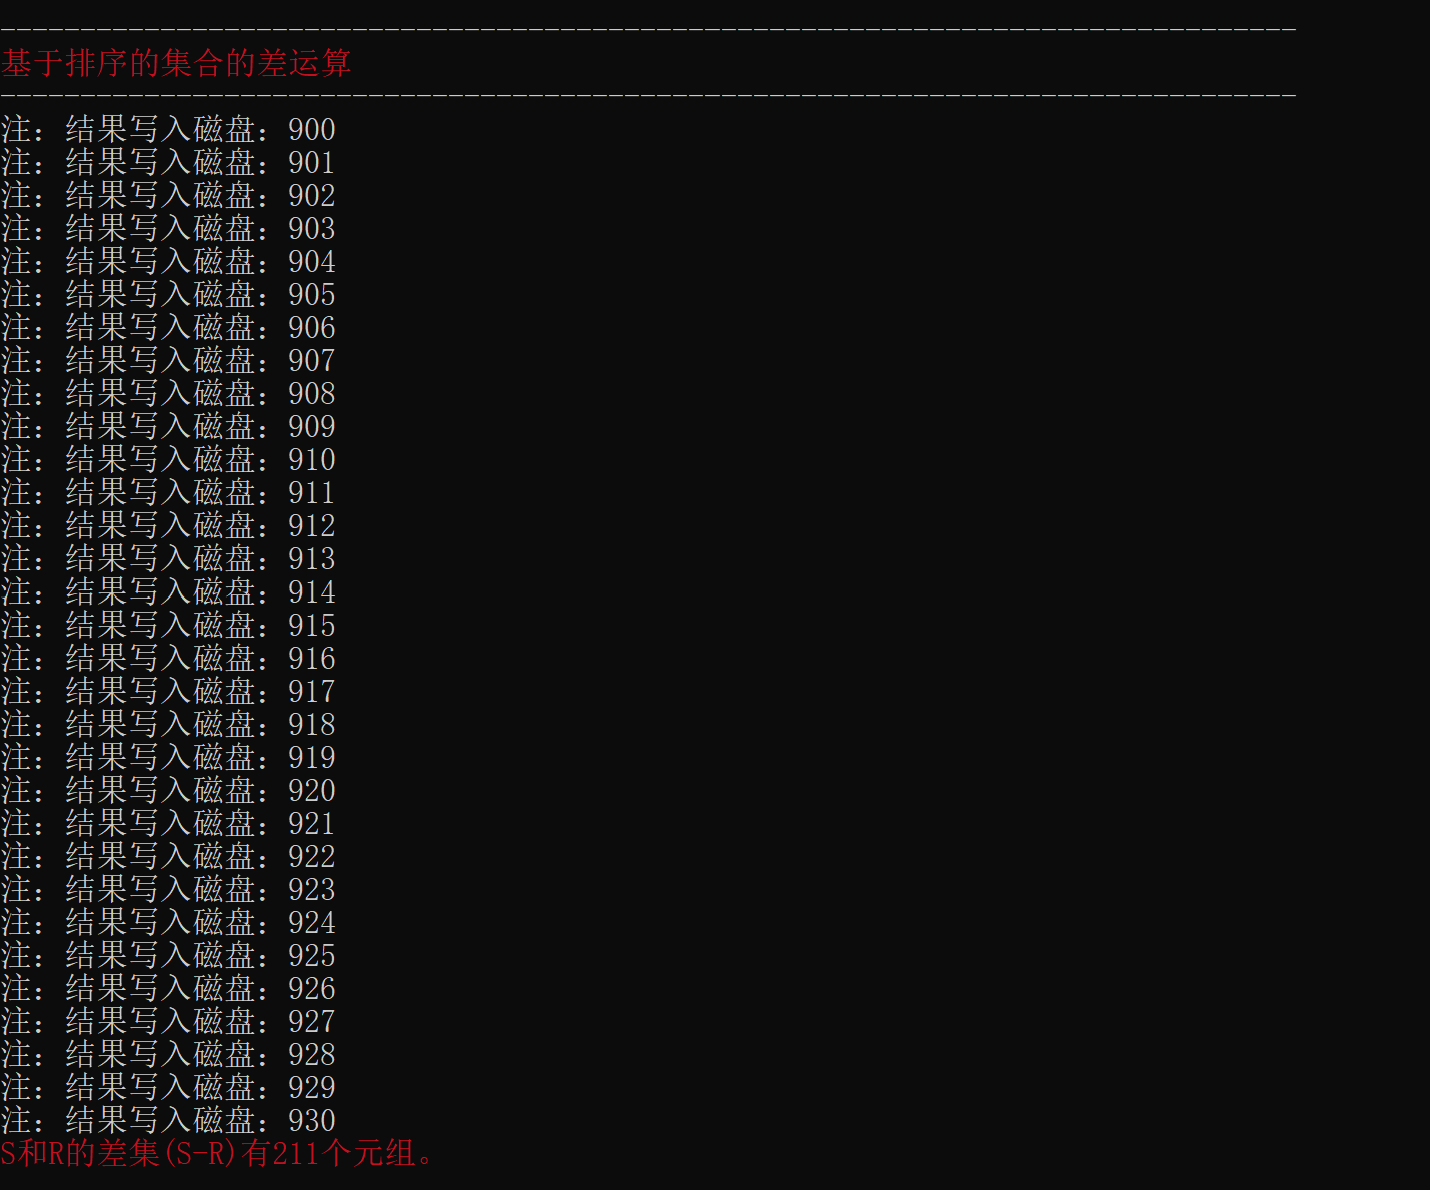 ---------------------------------------------------------------------------------
基于排序的集合的差运算
---------------------------------------------------------------------------------
注：结果写入磁盘：900
注：结果写入磁盘：901
注：结果写入磁盘：902
注：结果写入磁盘：903
注：结果写入磁盘：904
注：结果写入磁盘：905
注：结果写入磁盘：906
注：结果写入磁盘：907
注：结果写入磁盘：908
注：结果写入磁盘：909
注：结果写入磁盘：910
注：结果写入磁盘：911
注：结果写入磁盘：912
注：结果写入磁盘：913
注：结果写入磁盘：914
注：结果写入磁盘：915
注：结果写入磁盘：916
注：结果写入磁盘：917
注：结果写入磁盘：918
注：结果写入磁盘：919
注：结果写入磁盘：920
注：结果写入磁盘：921
注：结果写入磁盘：922
注：结果写入磁盘：923
注：结果写入磁盘：924
注：结果写入磁盘：925
注：结果写入磁盘：926
注：结果写入磁盘：927
注：结果写入磁盘：928
注：结果写入磁盘：929
注：结果写入磁盘：930
S和R的差集(S-R)有211个元组。